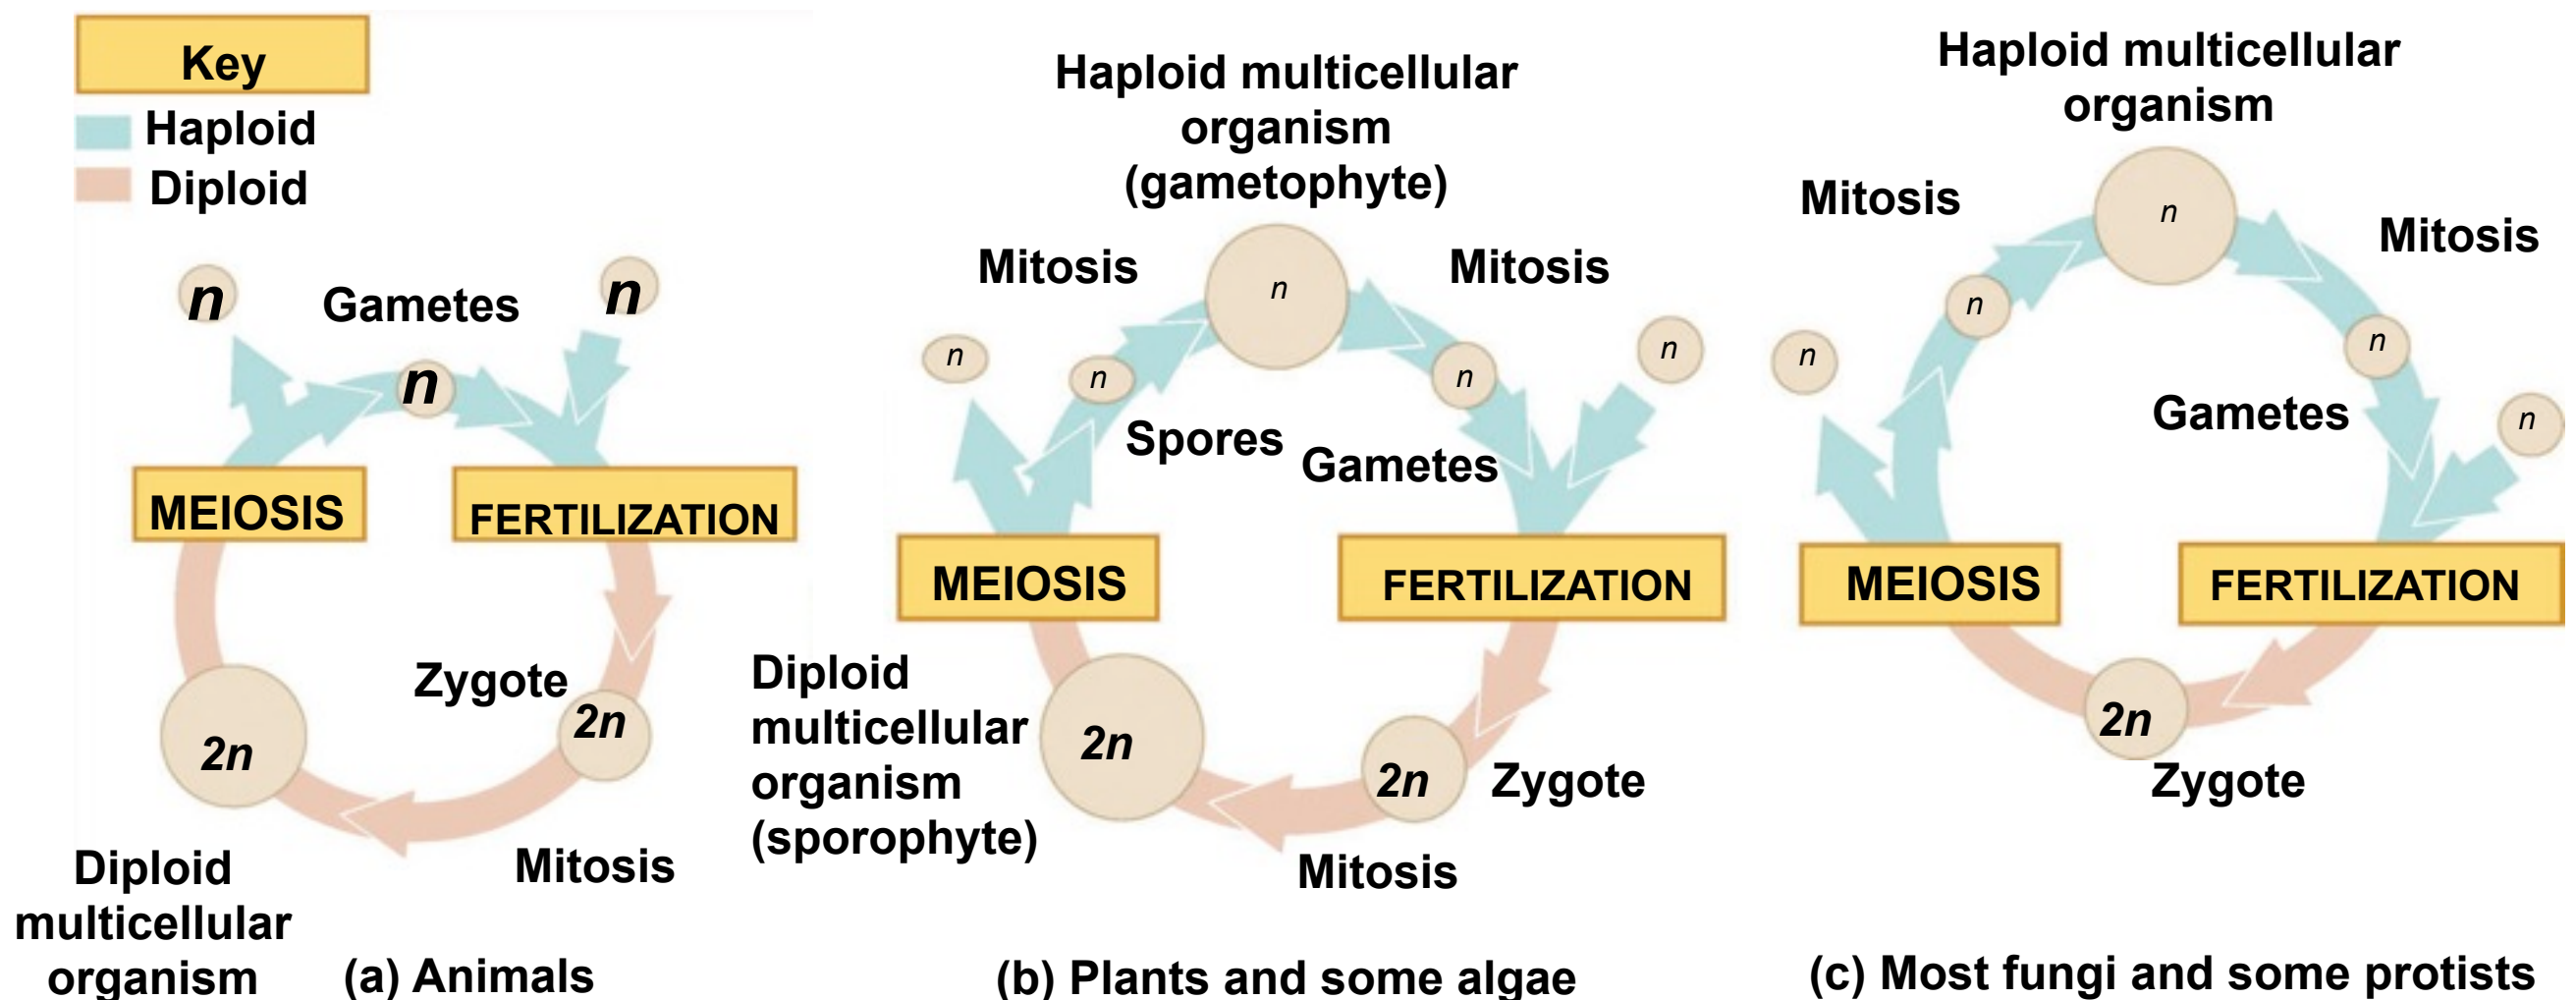 Key
Haploid
Diploid
n
Gametes
n
n
MEIOSIS
FERTILIZATION
Zygote
2n
2n
Diploid
multicellular
organism
Mitosis
(a) Animals
Haploid multicellular
organism
(gametophyte)
Mitosis
n
Mitosis
n
n
n
n
Spores
Gametes
MEIOSIS
FERTILIZATION
Diploid
multicellular
organism
(sporophyte)
2n
2n
Zygote
Mitosis
(b) Plants and some algae
Haploid multicellular
organism
Mitosis
n
Mitosis
n
n
n
n
Gametes
MEIOSIS
FERTILIZATION
2n
Zygote
(c) Most fungi and some protists